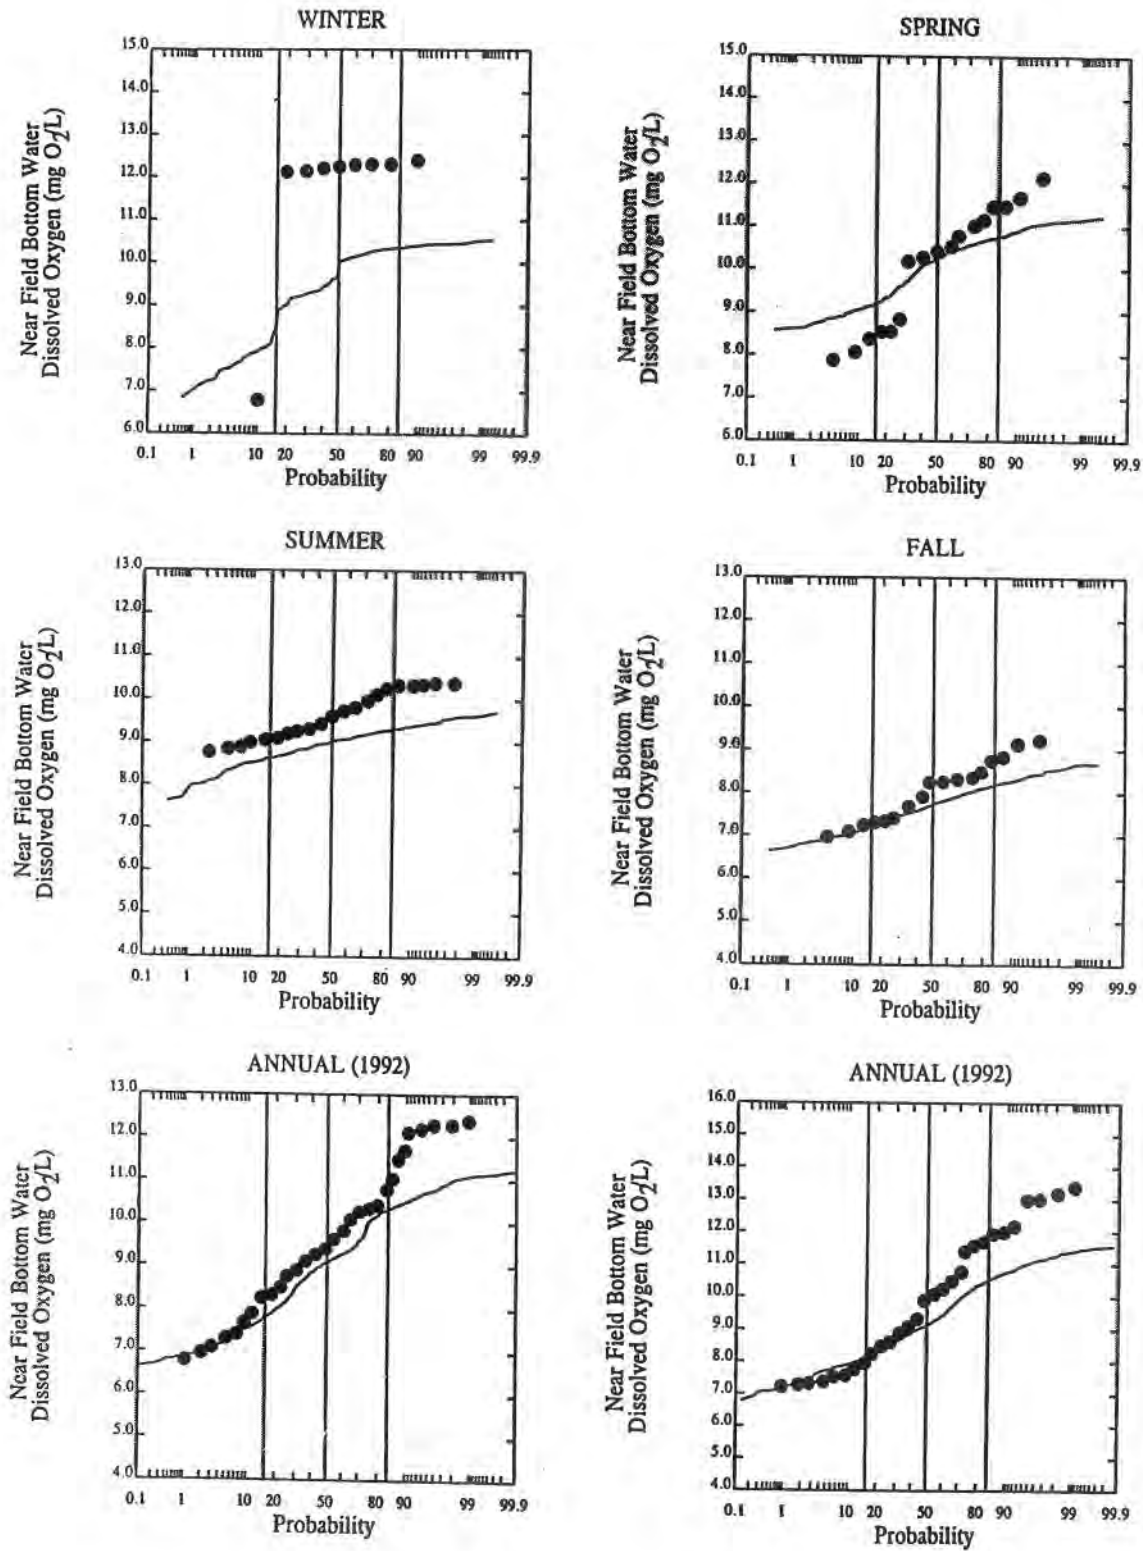 WINTER
15.0
14.0
13.0
12.0
11.0
10.0
9.0
8.0
7.0
6.0
Near Field Bottom Water
Dissolved Oxygen (mg O2/L)
0.1 1 10 20 50 80 90 99 99.9
Probability
SPRING
15.0
14.0
13.0
12.0
11.0
10.0
9.0
8.0
7.0
6.0
Near Field Bottom Water
Dissolved Oxygen (mg O2/L)
0.1 1 10 20 50 80 90 99 99.9
Probability
SUMMER
13.0
12.0
11.0
10.0
9.0
8.0
7.0
6.0
5.0
4.0
Near Field Bottom Water
Dissolved Oxygen (mg O2/L)
0.1 1 10 20 50 80 90 99 99.9
Probability
FALL
13.0
12.0
11.0
10.0
9.0
8.0
7.0
6.0
5.0
4.0
Near Field Bottom Water
Dissolved Oxygen (mg O2/L)
0.1 1 10 20 50 80 90 99 99.9
Probability
ANNUAL (1992)
13.0
12.0
11.0
10.0
9.0
8.0
7.0
6.0
5.0
4.0
Near Field Bottom Water
Dissolved Oxygen (mg O2/L)
0.1 1 10 20 50 80 90 99 99.9
Probability
ANNUAL (1992)
16.0
15.0
14.0
13.0
12.0
11.0
10.0
9.0
8.0
7.0
6.0
5.0
4.0
Near Field Bottom Water
Dissolved Oxygen (mg O2/L)
0.1 1 10 20 50 80 90 99 99.9
Probability